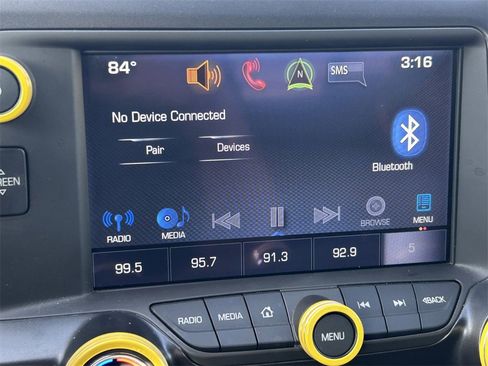 84° SMS 3:16
No Device Connected
Pair Devices
Bluetooth
RADIO MEDIA BROWSE MENU
99.5 95.7 91.3 92.9 5
REEN
RADIO MEDIA BACK
MENU